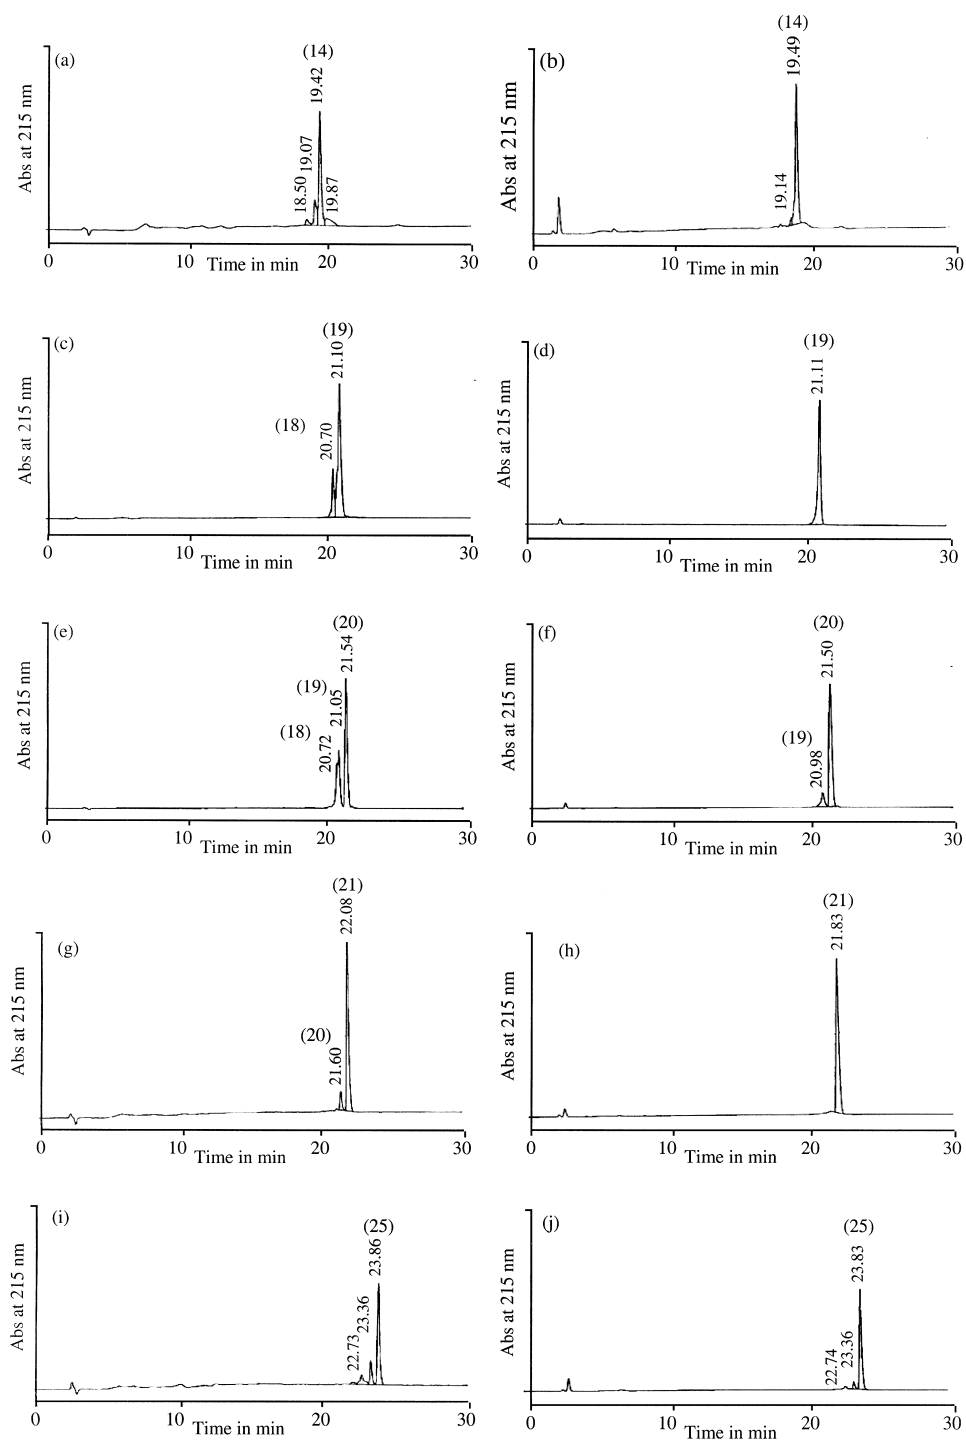 (a)
(14)
19.42
19.07
18.50
19.87
Abs at 215 nm
0
10
20
30
Time in min
(b)
(14)
19.49
19.14
Abs at 215 nm
0
10
20
30
Time in min
(c)
(19)
21.10
(18)
20.70
Abs at 215 nm
0
10
20
30
Time in min
(d)
(19)
21.11
Abs at 215 nm
0
10
20
30
Time in min
(e)
(20)
21.54
(19)
21.05
(18)
20.72
Abs at 215 nm
0
10
20
30
Time in min
(f)
(20)
21.50
(19)
20.98
Abs at 215 nm
0
10
20
30
Time in min
(g)
(21)
22.08
(20)
21.60
Abs at 215 nm
0
10
20
30
Time in min
(h)
(21)
21.83
Abs at 215 nm
0
10
20
30
Time in min
(i)
(25)
23.86
23.36
22.73
Abs at 215 nm
0
10
20
30
Time in min
(j)
(25)
23.83
23.36
22.74
Abs at 215 nm
0
10
20
30
Time in min